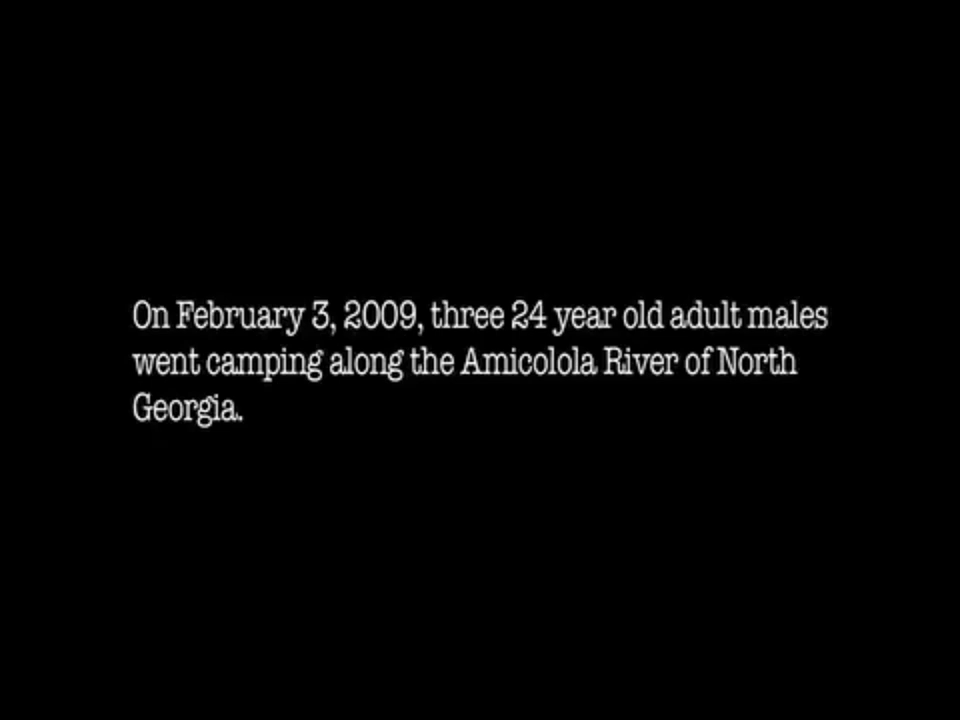 On February 3, 2009, three 24 year old adult males
went camping along the Amicolola River of North
Georgia.